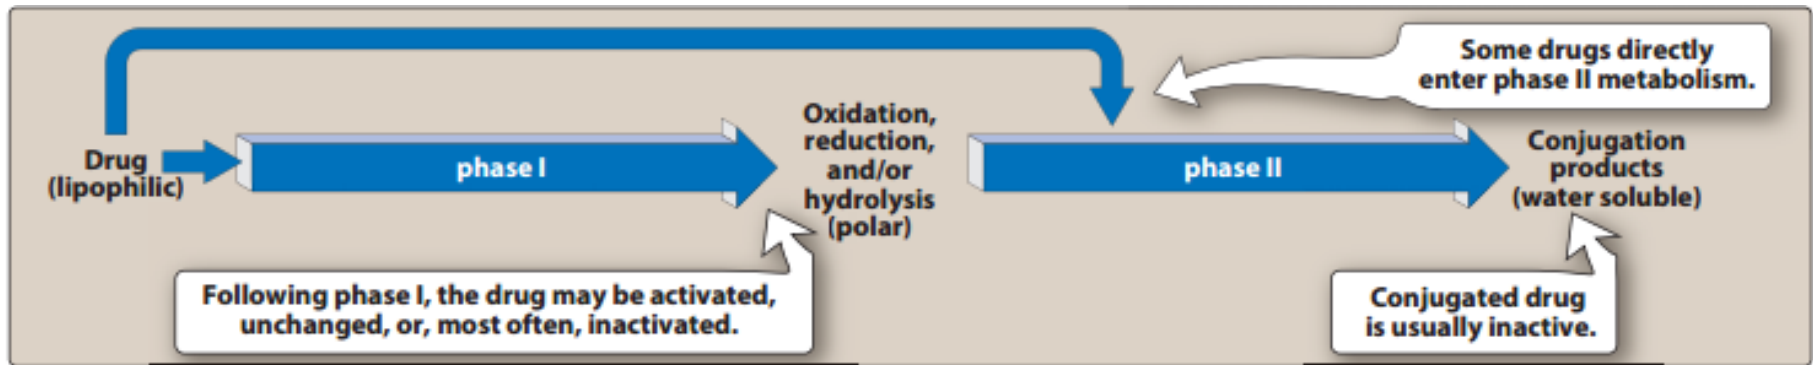 Some drugs directly
enter phase II metabolism.
Drug
(lipophilic)
phase I
Oxidation,
reduction,
and/or
hydrolysis
(polar)
phase II
Conjugation
products
(water soluble)
Following phase I, the drug may be activated,
unchanged, or, most often, inactivated.
Conjugated drug
is usually inactive.